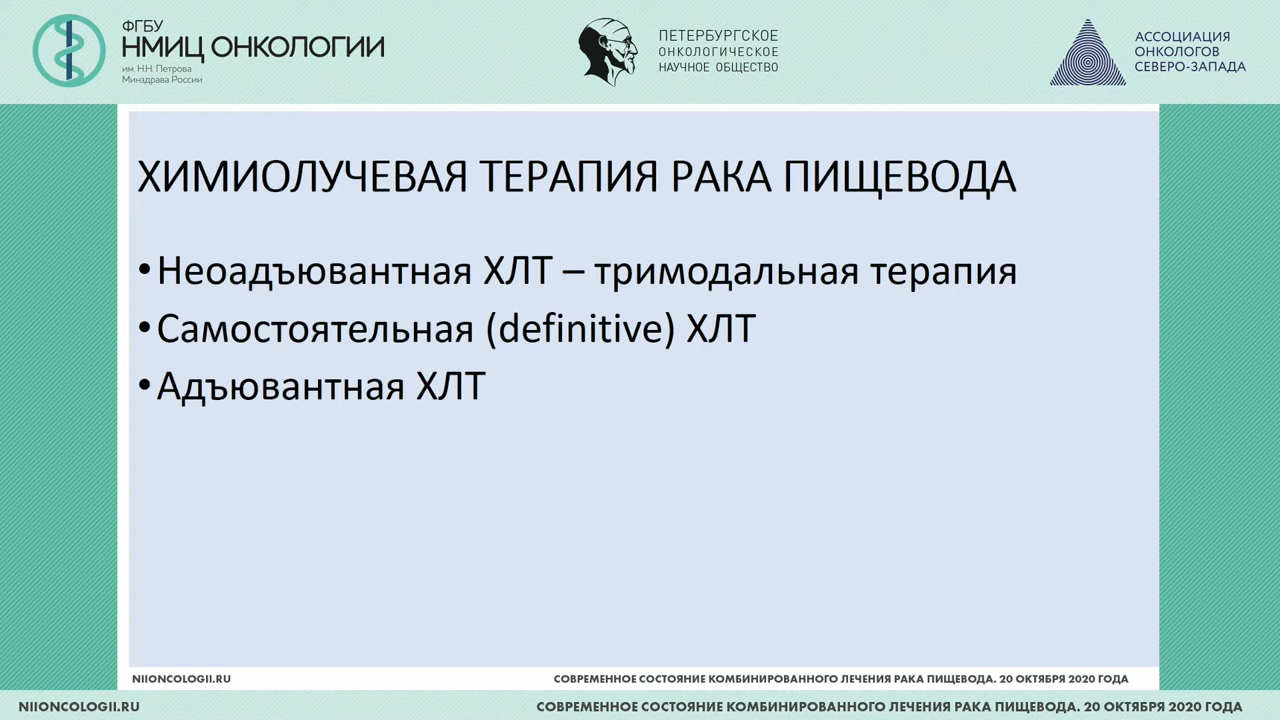 ФГБУ
НМИЦ ОНКОЛОГИИ
им. Н.Н. Петрова
Минздрава России
ПЕТЕРБУРГСКОЕ
ОНКОЛОГИЧЕСКОЕ
НАУЧНОЕ ОБЩЕСТВО
АССОЦИАЦИЯ
ОНКОЛОГОВ
СЕВЕРО-ЗАПАДА
ХИМИОЛУЧЕВАЯ ТЕРАПИЯ РАКА ПИЩЕВОДА
• Неоадъювантная ХЛТ – тримодальная терапия
• Самостоятельная (definitive) ХЛТ
• Адъювантная ХЛТ
NIIONCOLOGII.RU
СОВРЕМЕННОЕ СОСТОЯНИЕ КОМБИНИРОВАННОГО ЛЕЧЕНИЯ РАКА ПИЩЕВОДА. 20 ОКТЯБРЯ 2020 ГОДА
NIIONCOLOGII.RU
СОВРЕМЕННОЕ СОСТОЯНИЕ КОМБИНИРОВАННОГО ЛЕЧЕНИЯ РАКА ПИЩЕВОДА. 20 ОКТЯБРЯ 2020 ГОДА